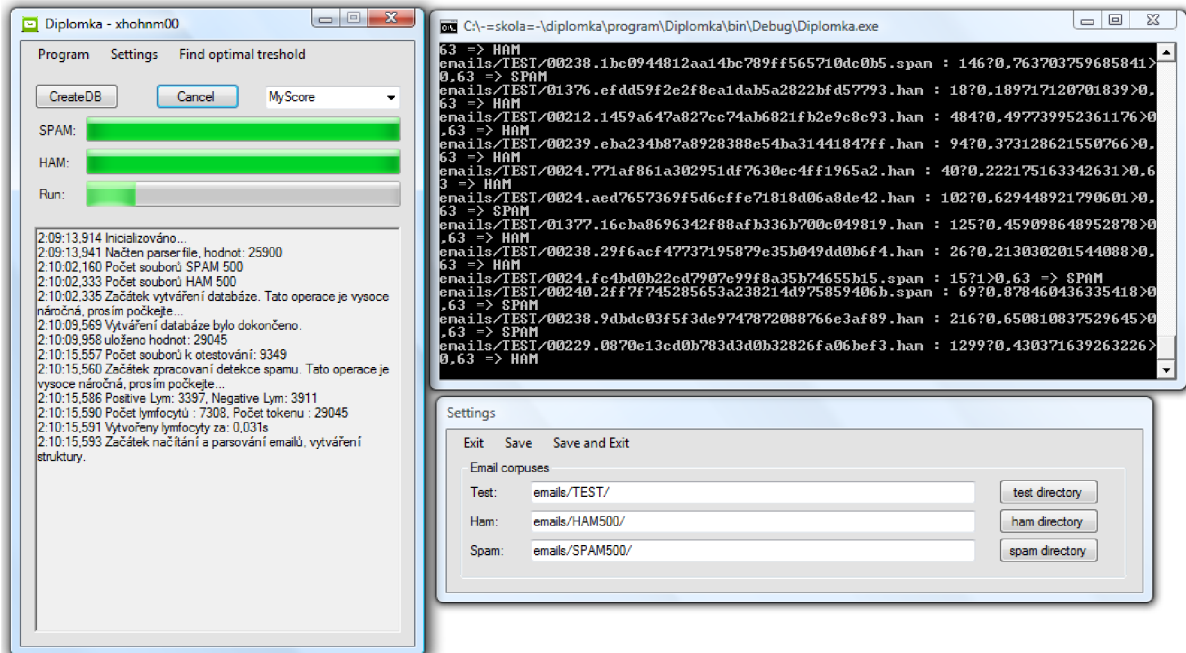 Diplomka - xhohnm00
Program Settings Find optimal treshold
CreateDB Cancel MyScore
SPAM:
HAM:
Run:
2:09:13,914 Inicializováno...
2:09:13,941 Načten parser file, hodnot: 25900
2:10:02,160 Počet souborů SPAM 500
2:10:02,333 Počet souborů HAM 500
2:10:02,335 Začátek vytváření databáze. Tato operace je vysoce
náročná, prosím počkejte...
2:10:09,569 Vytváření databáze bylo dokončeno.
2:10:09,958 uloženo hodnot: 29045
2:10:15,557 Počet souborů k otestování: 9349
2:10:15,560 Začátek zpracovaní detekce spamu. Tato operace je
vysoce náročná, prosím počkejte...
2:10:15,586 Positive Lym: 3397, Negative Lym: 3911
2:10:15,590 Počet lymfocytů : 7308, Počet tokenu : 29045
2:10:15,591 Vytvořeny lymfocyty za: 0,031s
2:10:15,593 Začátek načítání a parsování emailů, vytváření
struktury.
C:\-=skola=-\diplomka\program\Diplomka\bin\Debug\Diplomka.exe
63 => HAM
emails/TEST/00238.1bc0944812aa14bc789ff565710dc0b5.span : 146?0,763703759685841>
0,63 => SPAM
emails/TEST/01376.efdd59f2e2f8ea1dab5a2822bfd57793.ham : 18?0,189717120701839>0,
63 => HAM
emails/TEST/00212.1459a647a827cc74ab6821fb2e9c8c93.ham : 484?0,497739952361176>0
,63 => HAM
emails/TEST/00239.eba234b87a8928388e54ba31441847ff.ham : 94?0,373128621550766>0,
63 => HAM
emails/TEST/0024.771af861a302951df7630ec4ff1965a2.ham : 40?0,222175163342631>0,6
3 => HAM
emails/TEST/0024.aed7657369f5d6cffe71818d06a8de42.ham : 102?0,629448921790601>0,
63 => SPAM
emails/TEST/01377.16cba8696342f88afb336b700c049819.ham : 125?0,459098648952878>0
,63 => HAM
emails/TEST/00238.29f6acf47737195879e35b049dd0b6f4.ham : 26?0,213030201544088>0,
63 => HAM
emails/TEST/0024.fc4bd0b22cd7907e99f8a35b74655b15.span : 15?1>0,63 => SPAM
emails/TEST/00240.2ff7f745285653a238214d975859406b.span : 69?0,878460436335418>0
,63 => SPAM
emails/TEST/00238.9dbdc03f5f3de9747872088766e3af89.ham : 216?0,650810837529645>0
,63 => SPAM
emails/TEST/00229.0870e13cd0b783d3d0b32826fa06bef3.ham : 1299?0,430371639263226>
0,63 => HAM
Settings
Exit Save Save and Exit
Email corpuses
Test: emails/TEST/ test directory
Ham: emails/HAM500/ ham directory
Spam: emails/SPAM500/ spam directory